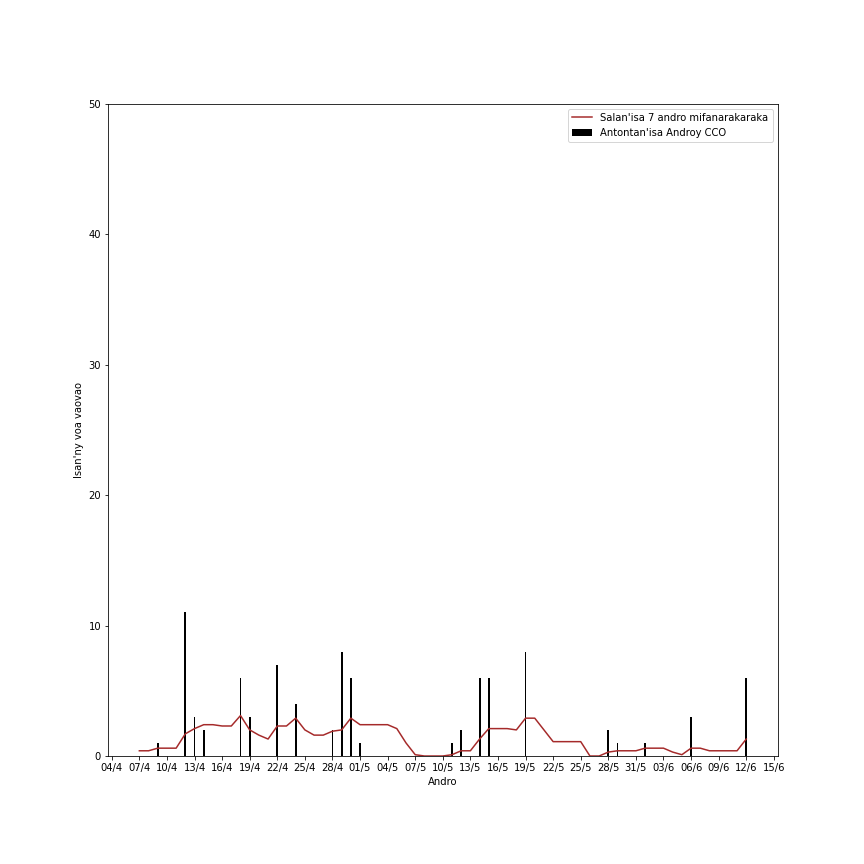 Salan'isa 7 andro mifanarakaraka
Antontan'isa Androy CCO
Isan'ny voa vaovao
50
40
30
20
10
0
04/4 07/4 10/4 13/4 16/4 19/4 22/4 25/4 28/4 01/5 04/5 07/5 10/5 13/5 16/5 19/5 22/5 25/5 28/5 31/5 03/6 06/6 09/6 12/6 15/6
Andro